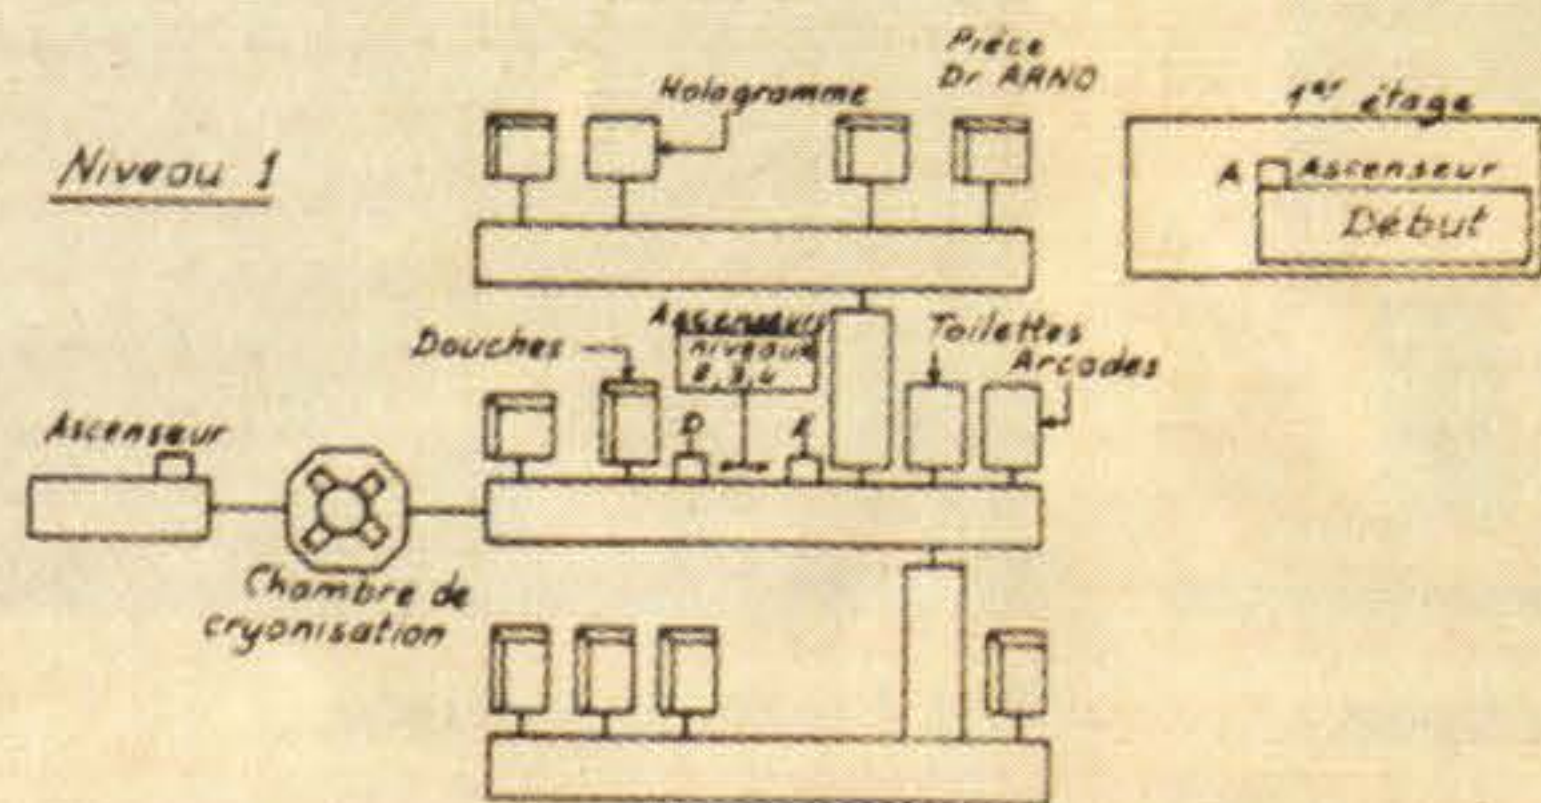 Niveau 1
Hologramme
Pièce
Dr ARNO
1er étage
A Ascenseur
Début
Douches
Ascenseurs
niveaux
2,3,4
Toilettes
Arcades
D
Ascenseur
Chambre de
cryonisation